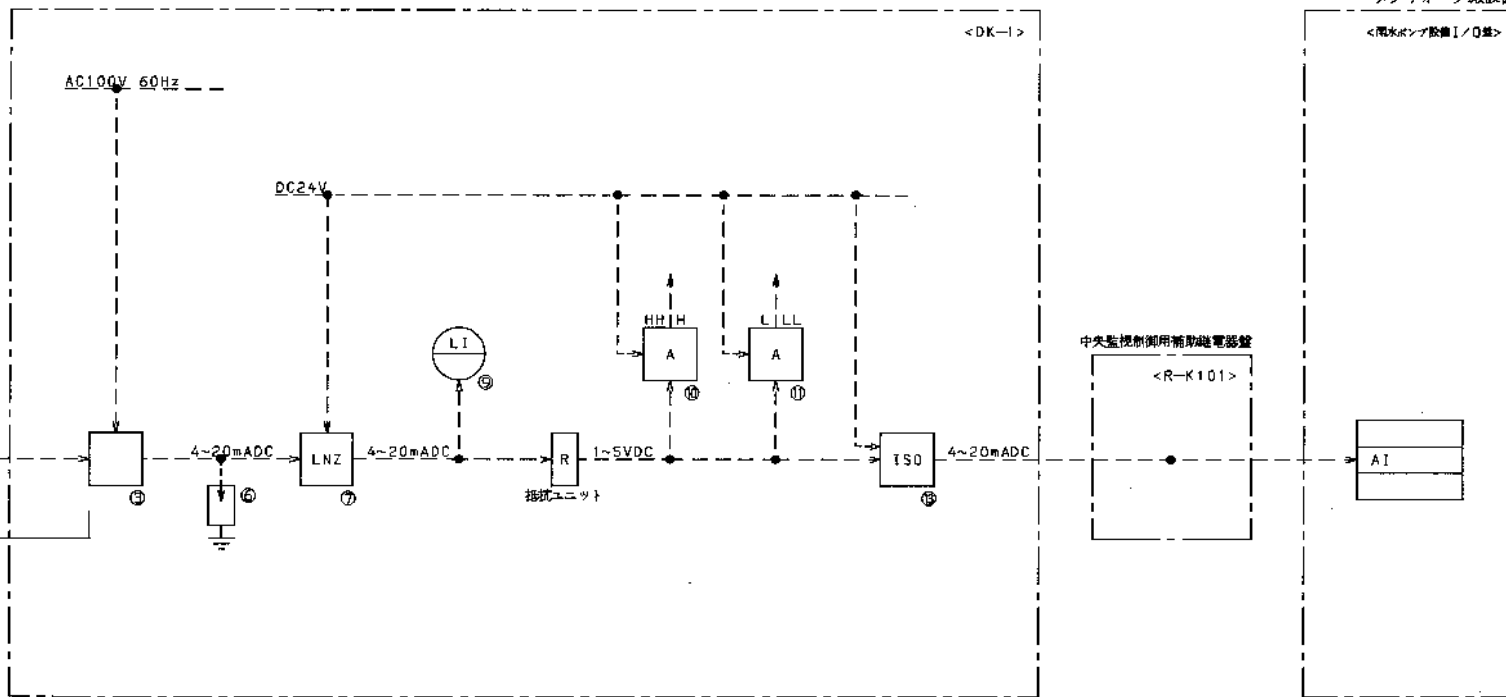 <DK-1>
<雨水ポンプ設備I/O盤>
AC100V 60Hz
DC24V
HH H
L LL
LI
A
A
中央監視制御用補助継電器盤
⑨
⑩
⑪
<R-K101>
4~20mADC
LNZ
4~20mADC
R
1~5VDC
ISO
4~20mADC
AI
⑤
⑥
⑦
抵抗ユニット
⑬